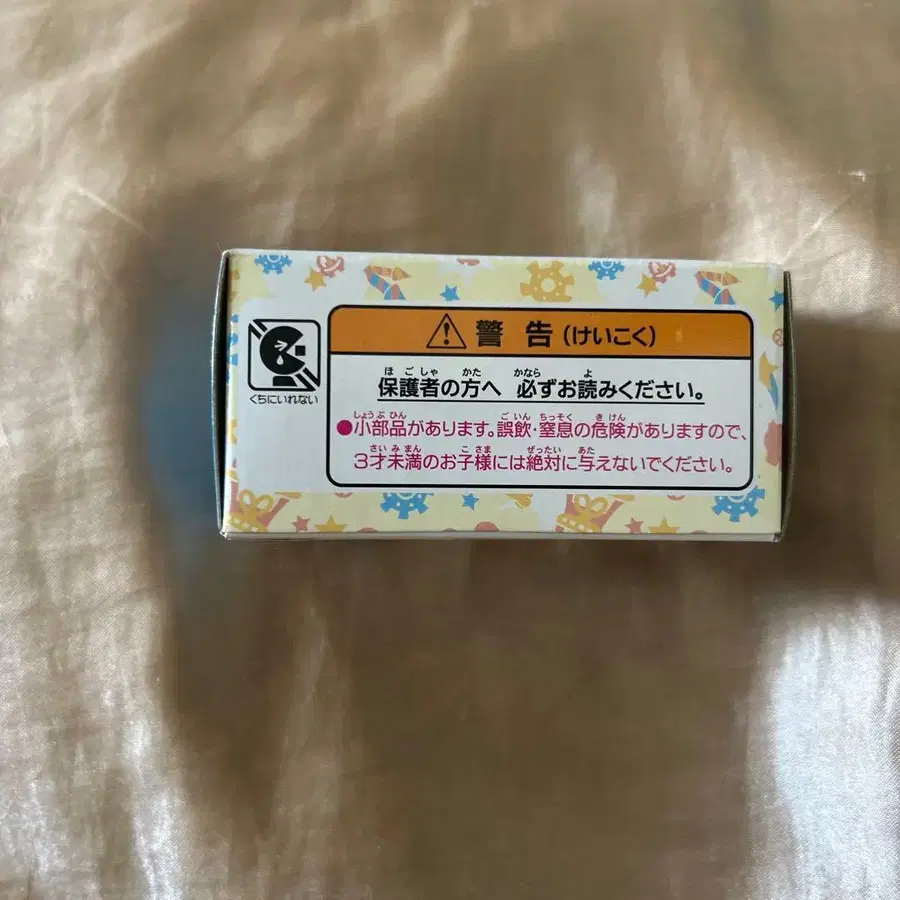 警告(けいこく)
保護者の方へ 必ずお読みください。
●小部品があります。誤飲・窒息の危険がありますので、
3才未満のお子様には絶対に与えないでください。
くちにいれない